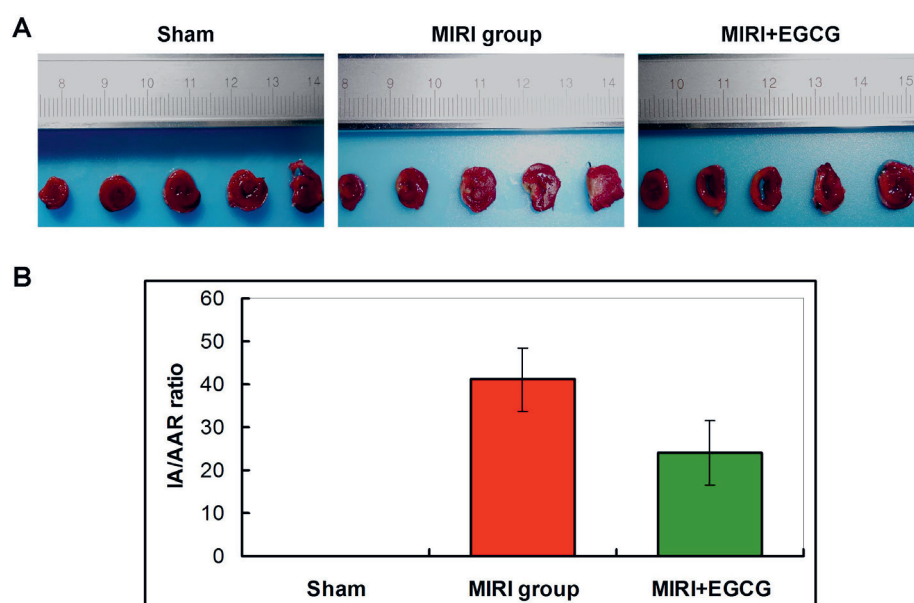 A
Sham
MIRI group
MIRI+EGCG
8 9 10 11 12 13 14
8 9 10 11 12 13 14
10 11 12 13 14 15
B
60
50
40
30
20
10
0
IA/AAR ratio
Sham
MIRI group
MIRI+EGCG